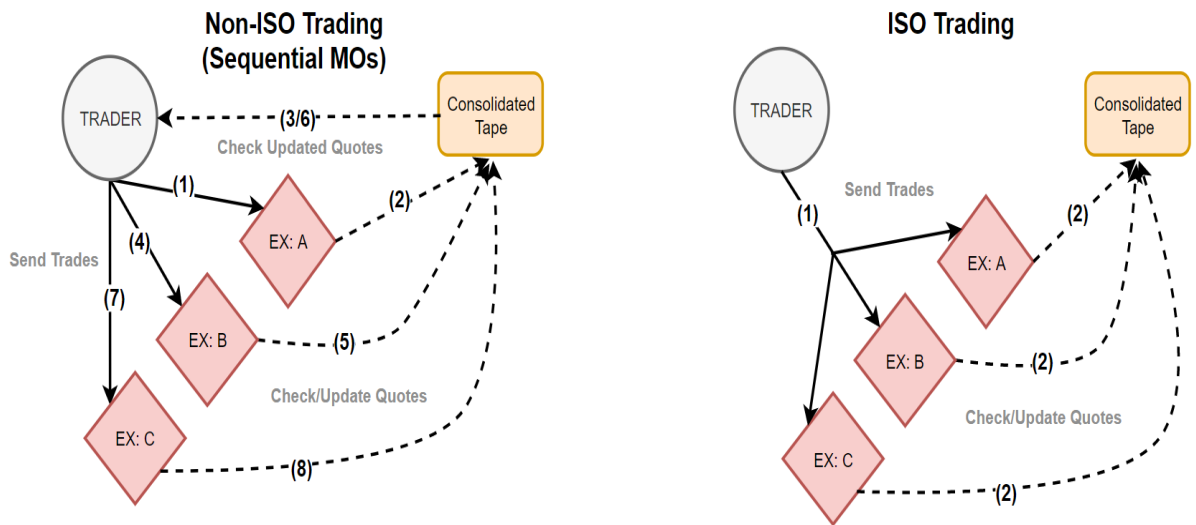 Non-ISO Trading
(Sequential MOs)
TRADER
(3/6)
Consolidated
Tape
Check Updated Quotes
(1)
(2)
EX: A
(4)
Send Trades
(7)
EX: B
(5)
Check/Update Quotes
EX: C
(8)
ISO Trading
TRADER
Consolidated
Tape
Send Trades
(1)
(2)
EX: A
EX: B
(2)
Check/Update Quotes
EX: C
(2)